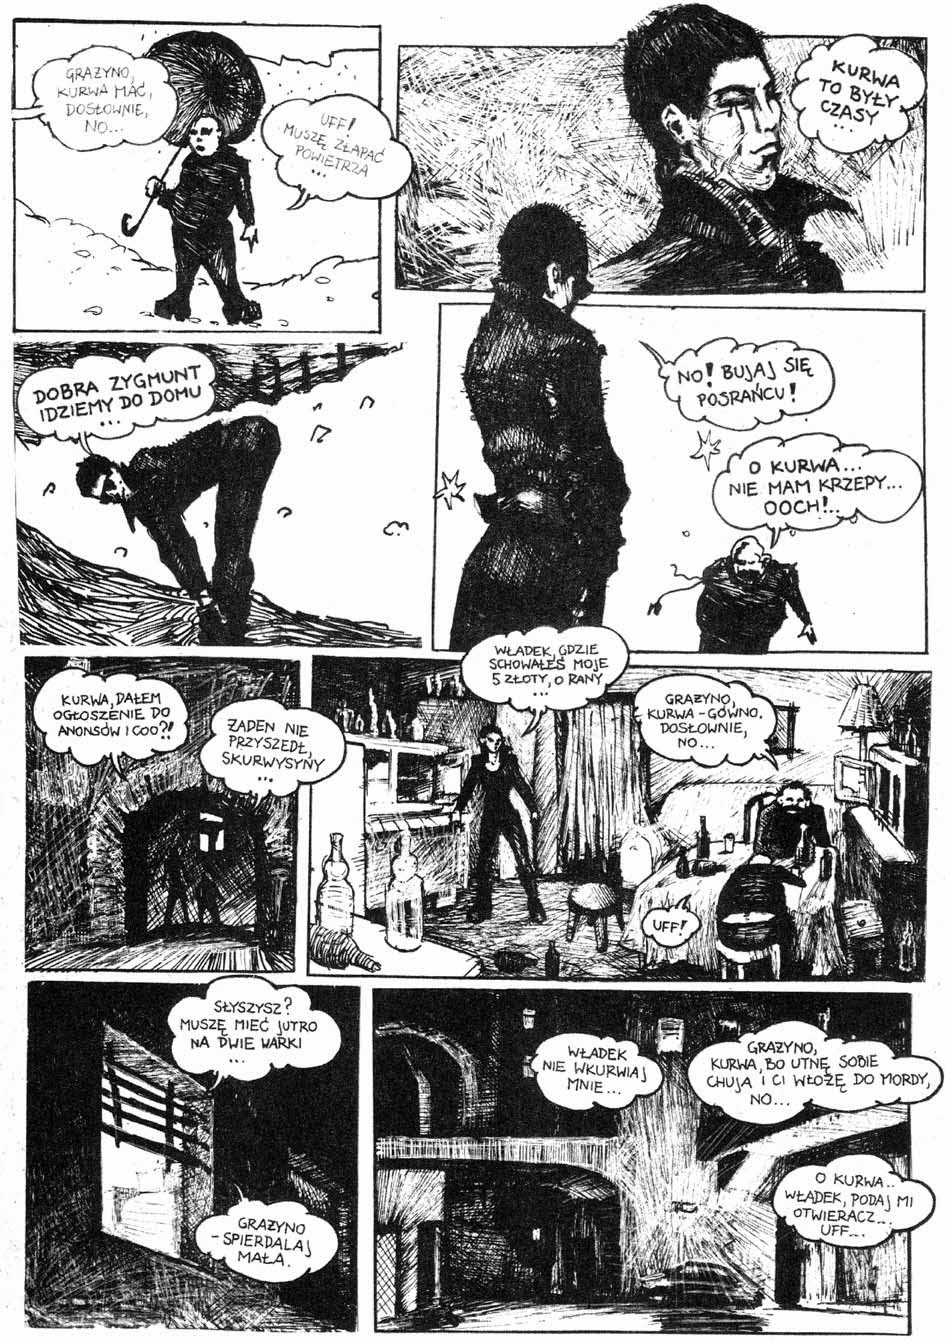 GRAŻYNO,
KURWA MAĆ,
DOSŁOWNIE,
NO...
UFF!
MUSZĘ ZŁAPAĆ
POWIETRZA
...
KURWA
TO BYŁY
CZASY
...
DOBRA ZYGMUNT
IDZIEMY DO DOMU
...
NO! BUJAJ SIĘ
POSRAŃCU!
O KURWA...
NIE MAM KRZEPY...
OOCH!..
KURWA, DAŁEM
OGŁOSZENIE DO
ANONSÓW I COO?!
ŻADEN NIE
PRZYSZEDŁ,
SKURWYSYNY
...
WŁADEK, GDZIE
SCHOWAŁEŚ MOJE
5 ZŁOTY, O RANY
...
GRAŻYNO,
KURWA-GÓWNO.
DOSŁOWNIE,
NO...
UFF!
SŁYSZYSZ?
MUSZĘ MIEĆ JUTRO
NA DWIE WARKI
...
GRAŻYNO
- SPIERDALAJ
MAŁA.
WŁADEK
NIE WKURWIAJ
MNIE...
GRAŻYNO,
KURWA, BO UTNĘ SOBIE
CHUJA I CI WŁOŻĘ DO MORDY,
NO...
O KURWA..
WŁADEK, PODAJ MI
OTWIERACZ...
UFF...